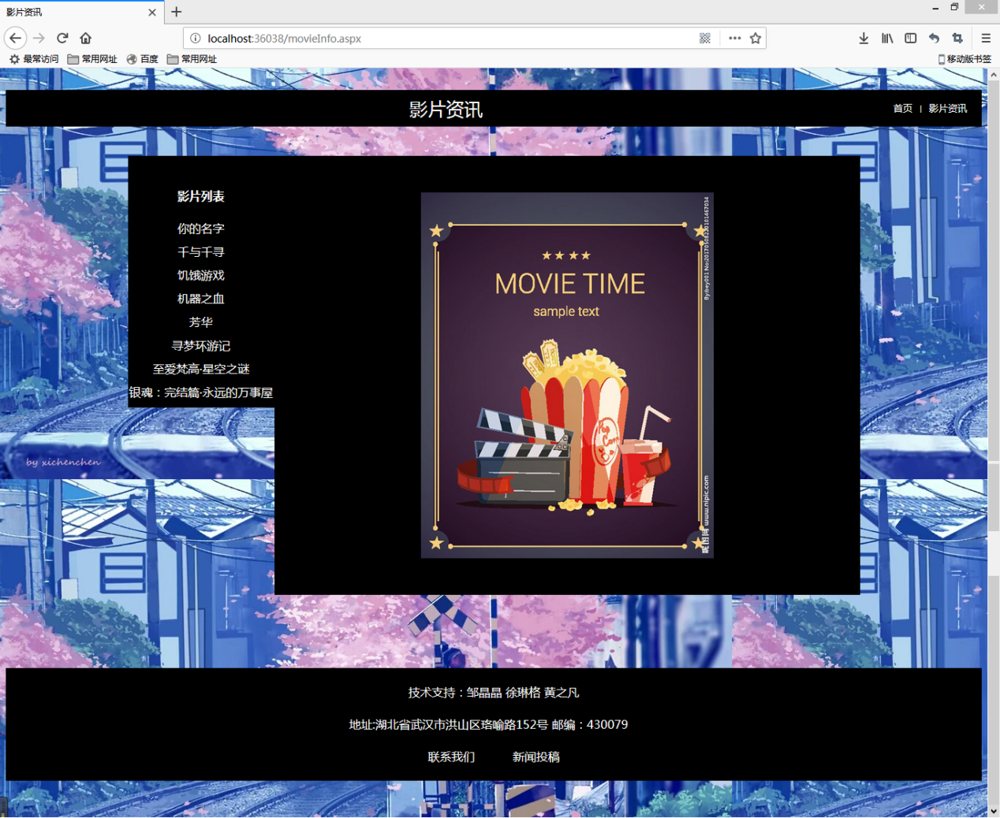 影片资讯
localhost:36038/movieInfo.aspx
最常访问 常用网址 百度 常用网址 移动版书签
影片资讯
首页 | 影片资讯
影片列表
你的名字
千与千寻
饥饿游戏
机器之血
芳华
寻梦环游记
至爱梵高·星空之谜
银魂：完结篇·永远的万事屋
MOVIE TIME
sample text
Pop
Corn
By:bey001 No:20170508220101467034
昵图网 www.nipic.com
by xichenchen
技术支持：邹晶晶 徐琳格 黄之凡
地址:湖北省武汉市洪山区珞喻路152号 邮编：430079
联系我们 新闻投稿